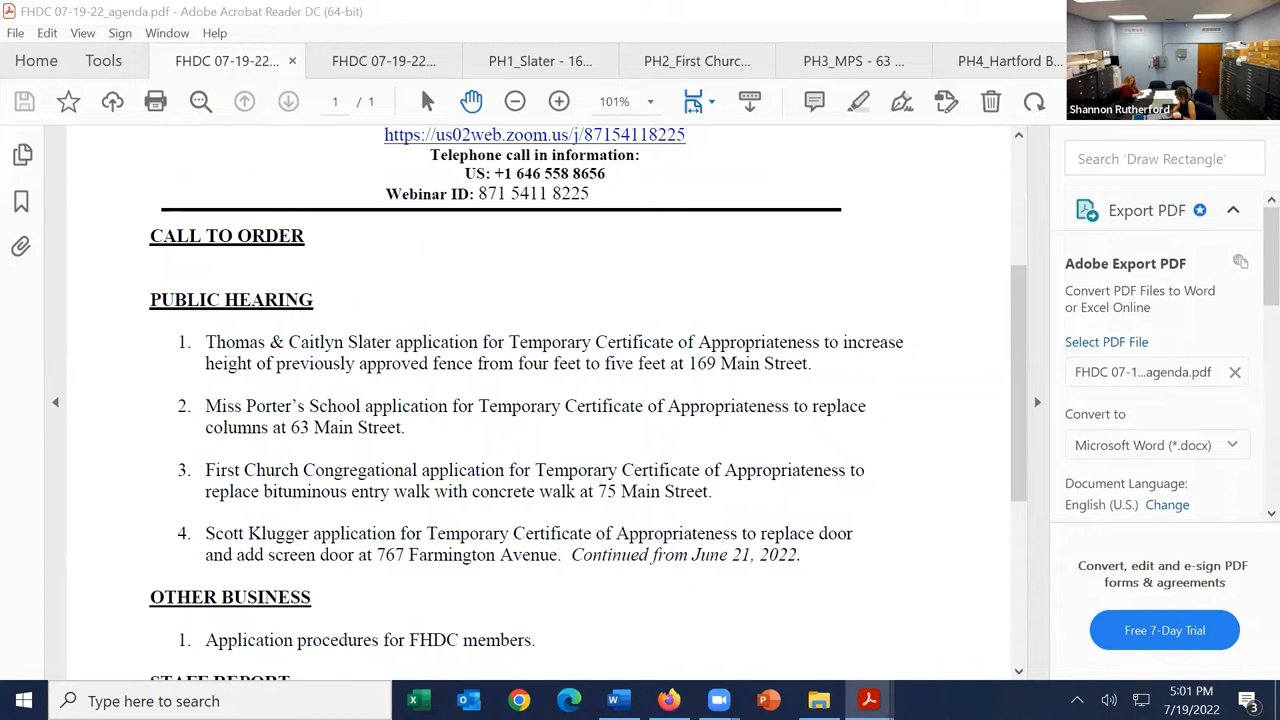 FHDC 07-19-22_agenda.pdf - Adobe Acrobat Reader DC (64-bit)
File Edit View Sign Window Help
Home Tools FHDC 07-19-22... × FHDC 07-19-22... PH1_Slater - 16... PH2_First Churc... PH3_MPS - 63 ... PH4_Hartford B...
1 / 1 101%
Shannon Rutherford
https://us02web.zoom.us/j/87154118225
Telephone call in information:
US: +1 646 558 8656
Webinar ID: 871 5411 8225
CALL TO ORDER
PUBLIC HEARING
1. Thomas & Caitlyn Slater application for Temporary Certificate of Appropriateness to increase
height of previously approved fence from four feet to five feet at 169 Main Street.
2. Miss Porter's School application for Temporary Certificate of Appropriateness to replace
columns at 63 Main Street.
3. First Church Congregational application for Temporary Certificate of Appropriateness to
replace bituminous entry walk with concrete walk at 75 Main Street.
4. Scott Klugger application for Temporary Certificate of Appropriateness to replace door
and add screen door at 767 Farmington Avenue. Continued from June 21, 2022.
OTHER BUSINESS
1. Application procedures for FHDC members.
STAFF REPORT
Search 'Draw Rectangle'
Export PDF
Adobe Export PDF
Convert PDF Files to Word
or Excel Online
Select PDF File
FHDC 07-1...agenda.pdf
Convert to
Microsoft Word (*.docx)
Document Language:
English (U.S.) Change
Convert, edit and e-sign PDF
forms & agreements
Free 7-Day Trial
Type here to search
5:01 PM
7/19/2022
3